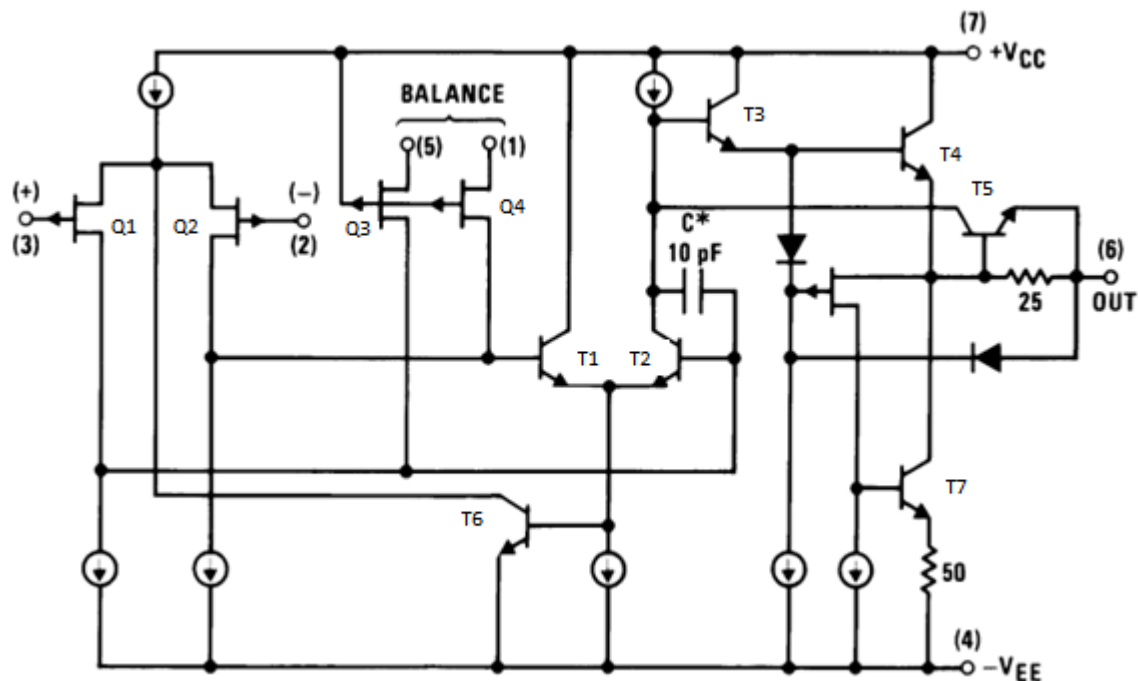 (7)
+VCC
BALANCE
(5) (1)
T3
T4
T5
(+)
(3)
Q1
Q2
(-)
(2)
Q3
Q4
C*
10 pF
(6)
OUT
25
T1
T2
T6
T7
50
(4)
-VEE